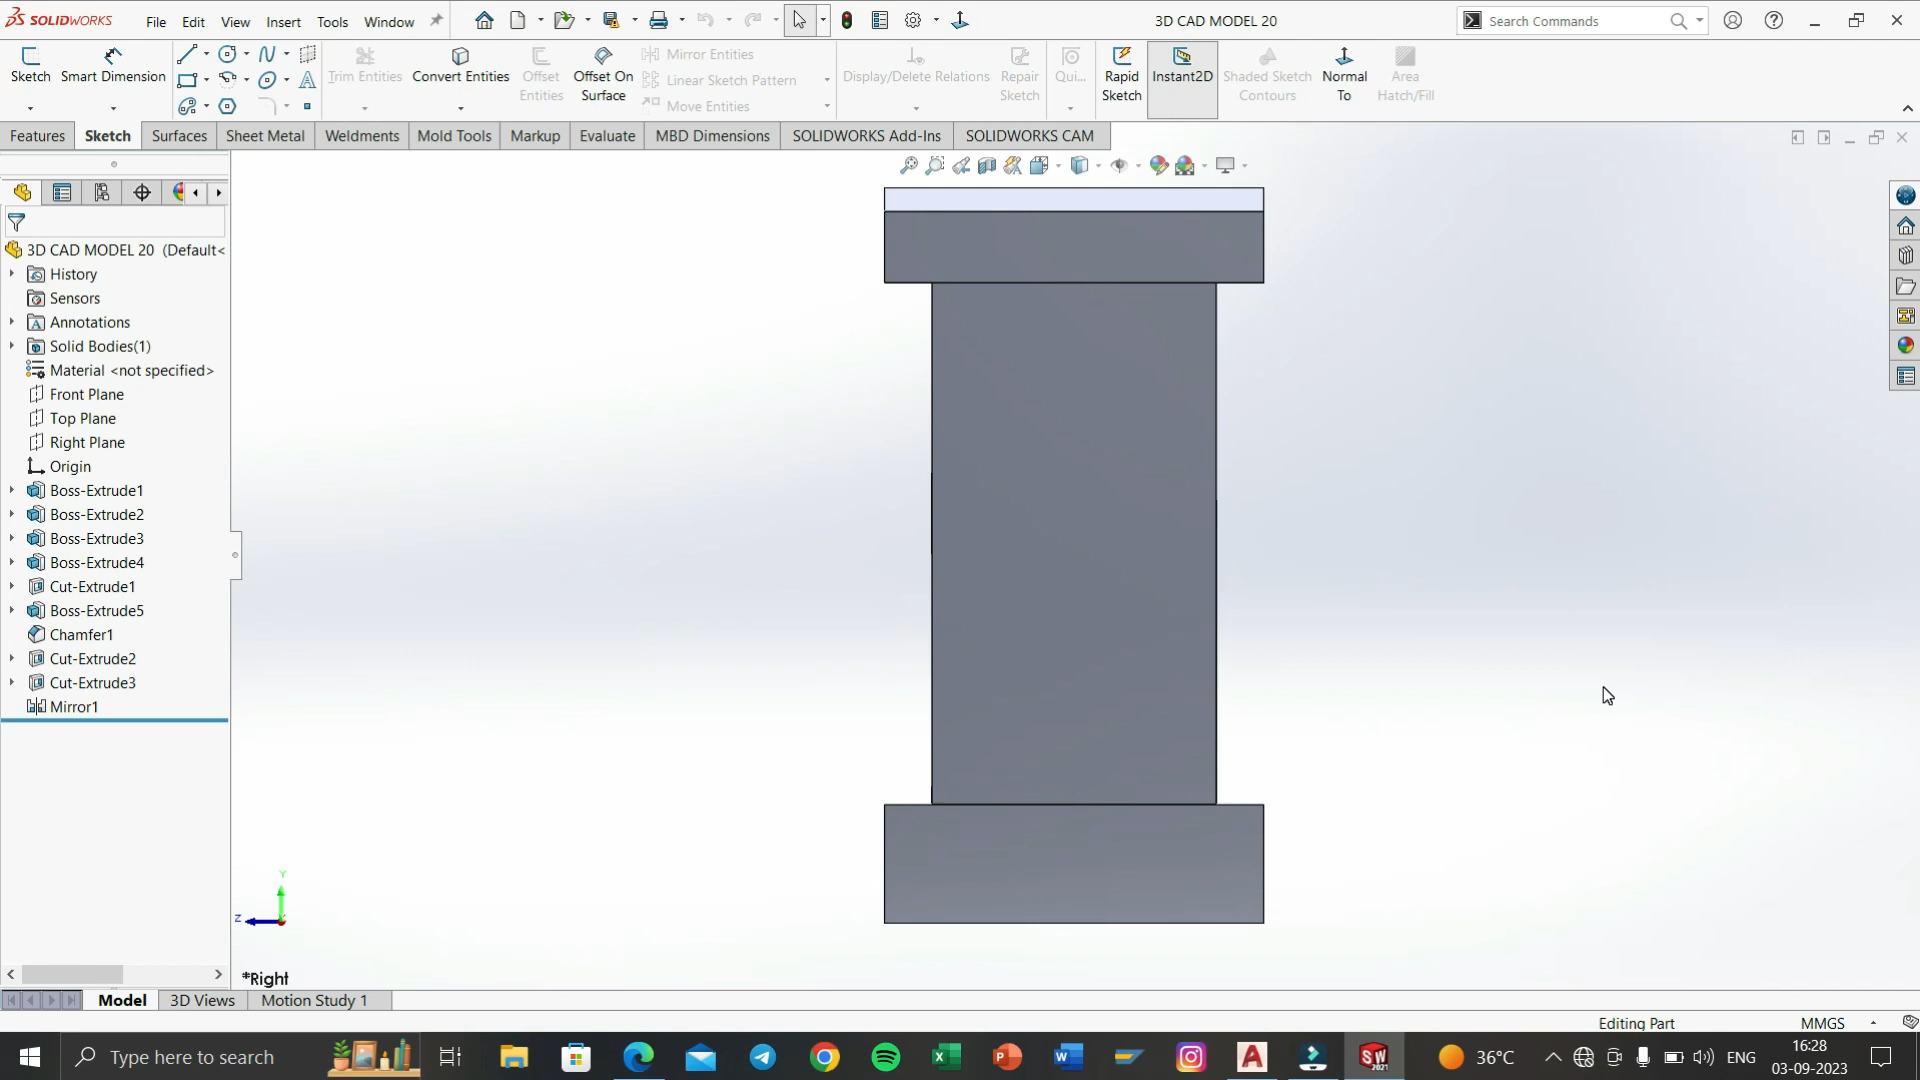 SOLIDWORKS File Edit View Insert Tools Window 3D CAD MODEL 20 Search Commands
Sketch Smart Dimension Trim Entities Convert Entities Offset Entities Offset On Surface Mirror Entities Linear Sketch Pattern Move Entities Display/Delete Relations Repair Sketch Qui... Rapid Sketch Instant2D Shaded Sketch Contours Normal To Area Hatch/Fill
Features Sketch Surfaces Sheet Metal Weldments Mold Tools Markup Evaluate MBD Dimensions SOLIDWORKS Add-Ins SOLIDWORKS CAM
3D CAD MODEL 20 (Default<
History
Sensors
Annotations
Solid Bodies(1)
Material <not specified>
Front Plane
Top Plane
Right Plane
Origin
Boss-Extrude1
Boss-Extrude2
Boss-Extrude3
Boss-Extrude4
Cut-Extrude1
Boss-Extrude5
Chamfer1
Cut-Extrude2
Cut-Extrude3
Mirror1
Y
Z
*Right
Model 3D Views Motion Study 1
Editing Part MMGS
Type here to search 36°C ENG 16:28
03-09-2023